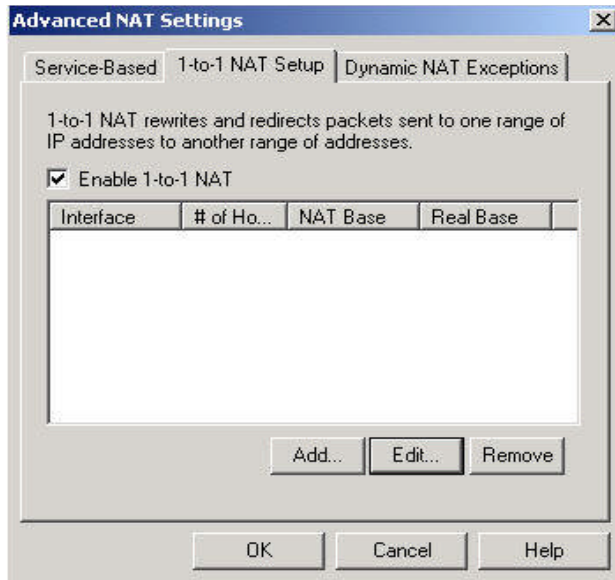 Advanced NAT Settings
Service-Based 1-to-1 NAT Setup Dynamic NAT Exceptions
1-to-1 NAT rewrites and redirects packets sent to one range of
IP addresses to another range of addresses.
Enable 1-to-1 NAT
Interface # of Ho... NAT Base Real Base
Add... Edit... Remove
OK Cancel Help